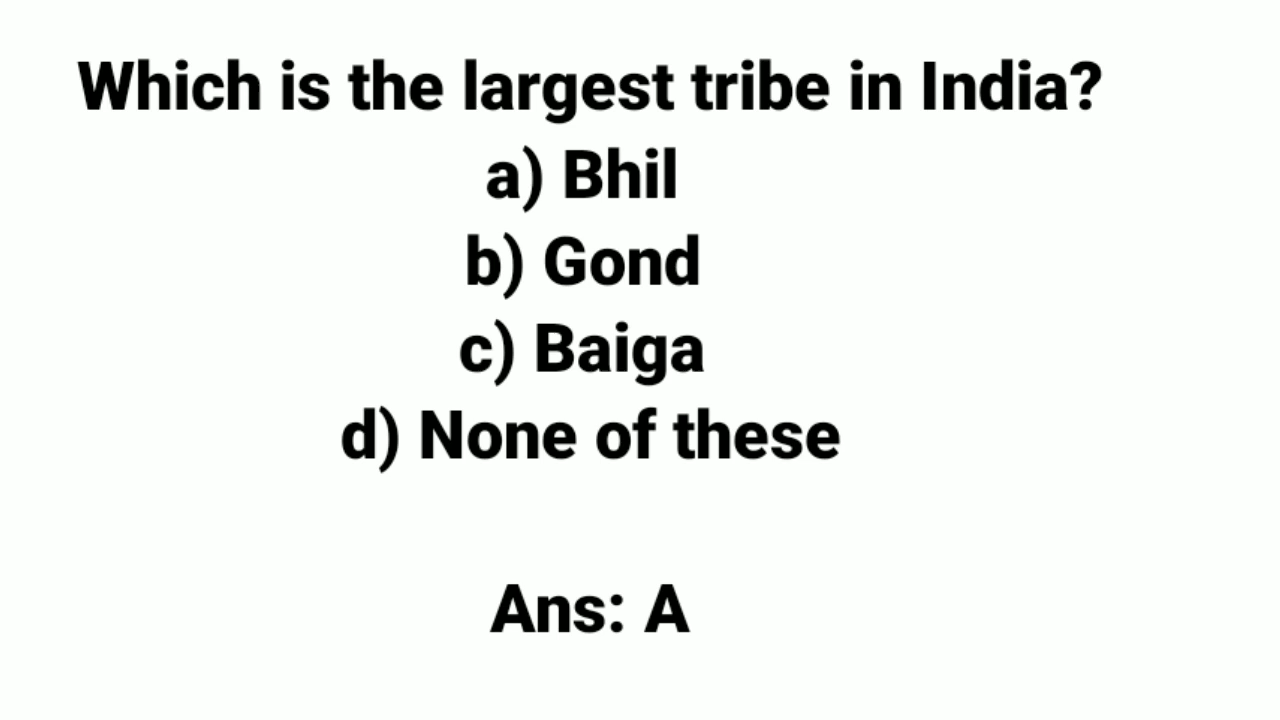 Which is the largest tribe in India?
a) Bhil
b) Gond
c) Baiga
d) None of these
Ans: A